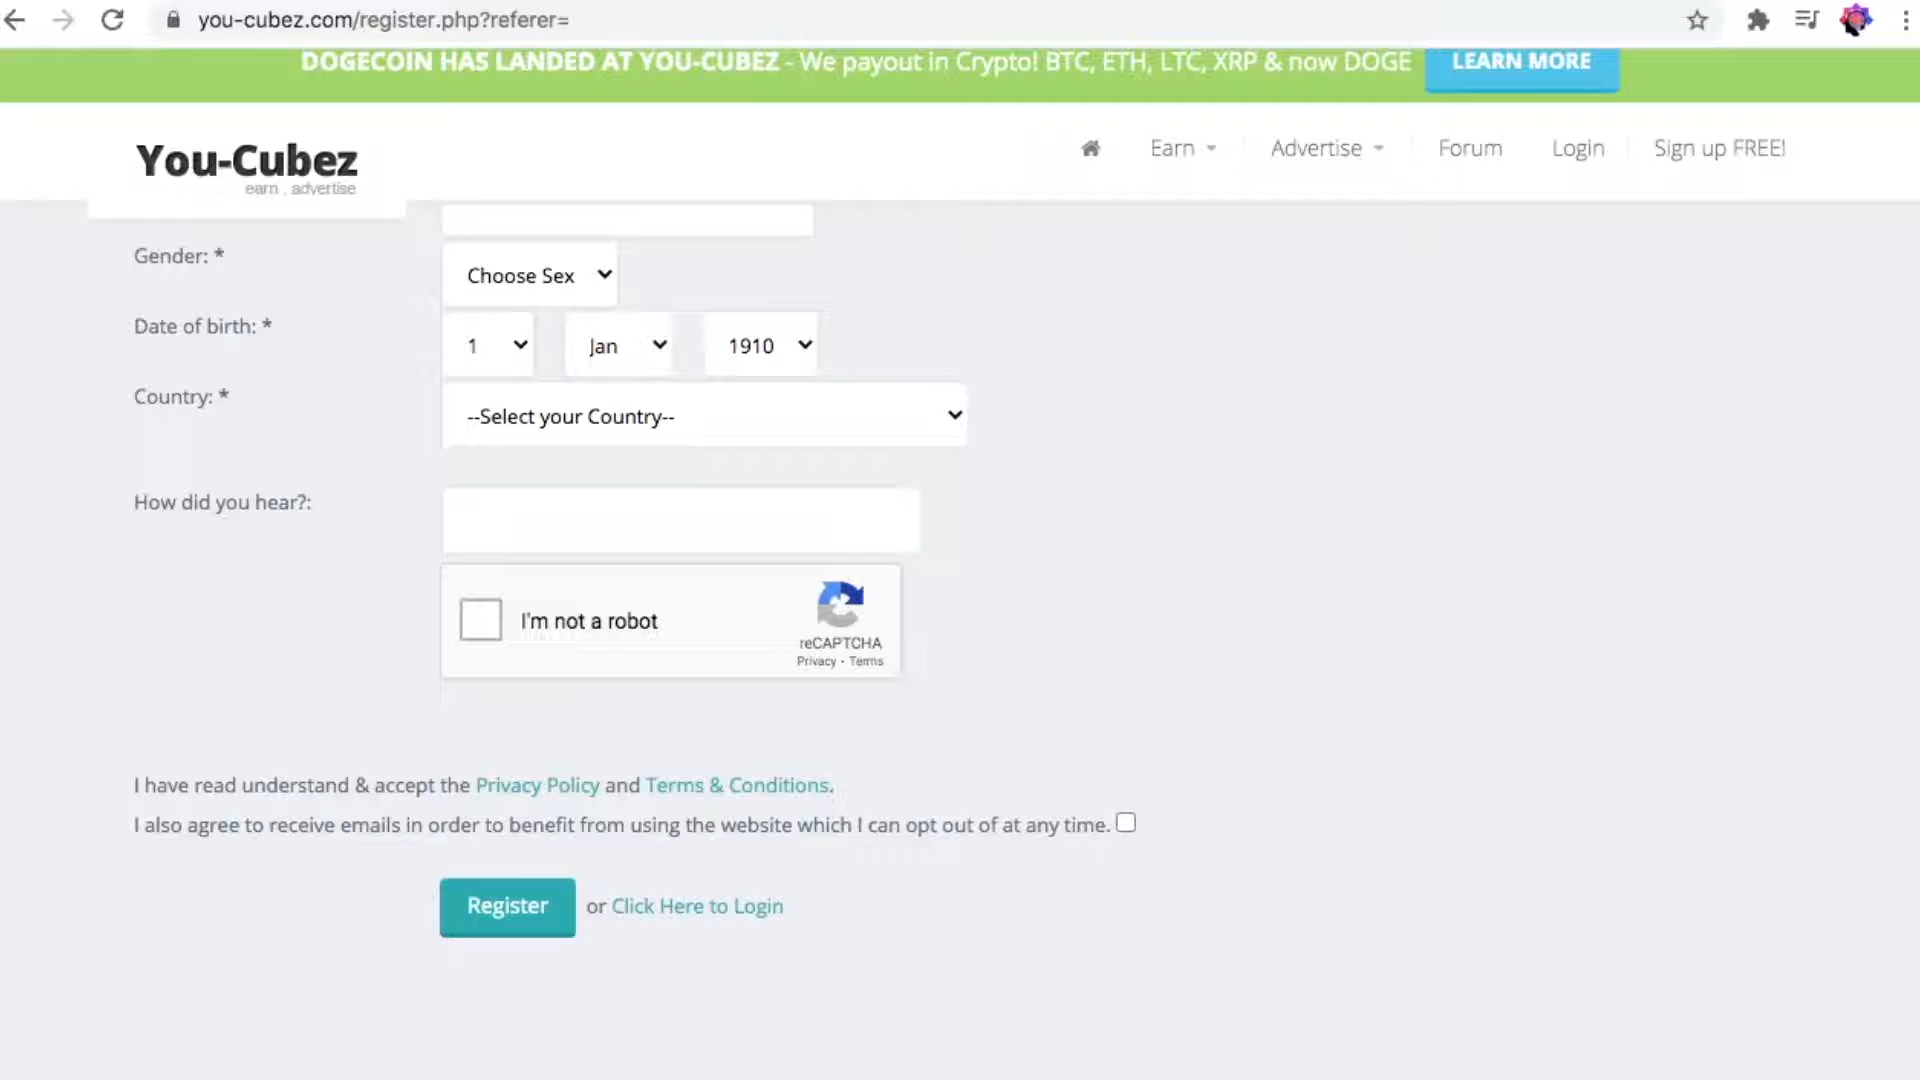 you-cubez.com/register.php?referer=
DOGECOIN HAS LANDED AT YOU-CUBEZ - We payout in Crypto! BTC, ETH, LTC, XRP & now DOGE LEARN MORE
You-Cubez
earn . advertise
Earn Advertise Forum Login Sign up FREE!
Gender: *
Choose Sex
Date of birth: *
1 Jan 1910
Country: *
--Select your Country--
How did you hear?:
I'm not a robot
reCAPTCHA
Privacy - Terms
I have read understand & accept the Privacy Policy and Terms & Conditions.
I also agree to receive emails in order to benefit from using the website which I can opt out of at any time.
Register or Click Here to Login